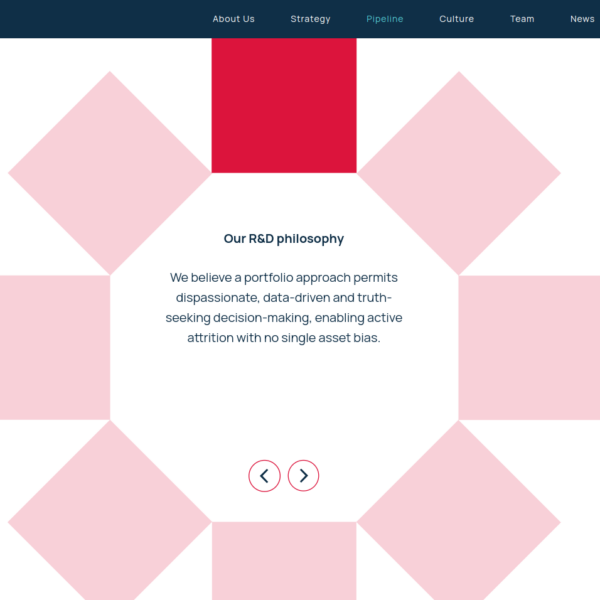 About Us Strategy Pipeline Culture Team News
Our R&D philosophy
We believe a portfolio approach permits
dispassionate, data-driven and truth-
seeking decision-making, enabling active
attrition with no single asset bias.